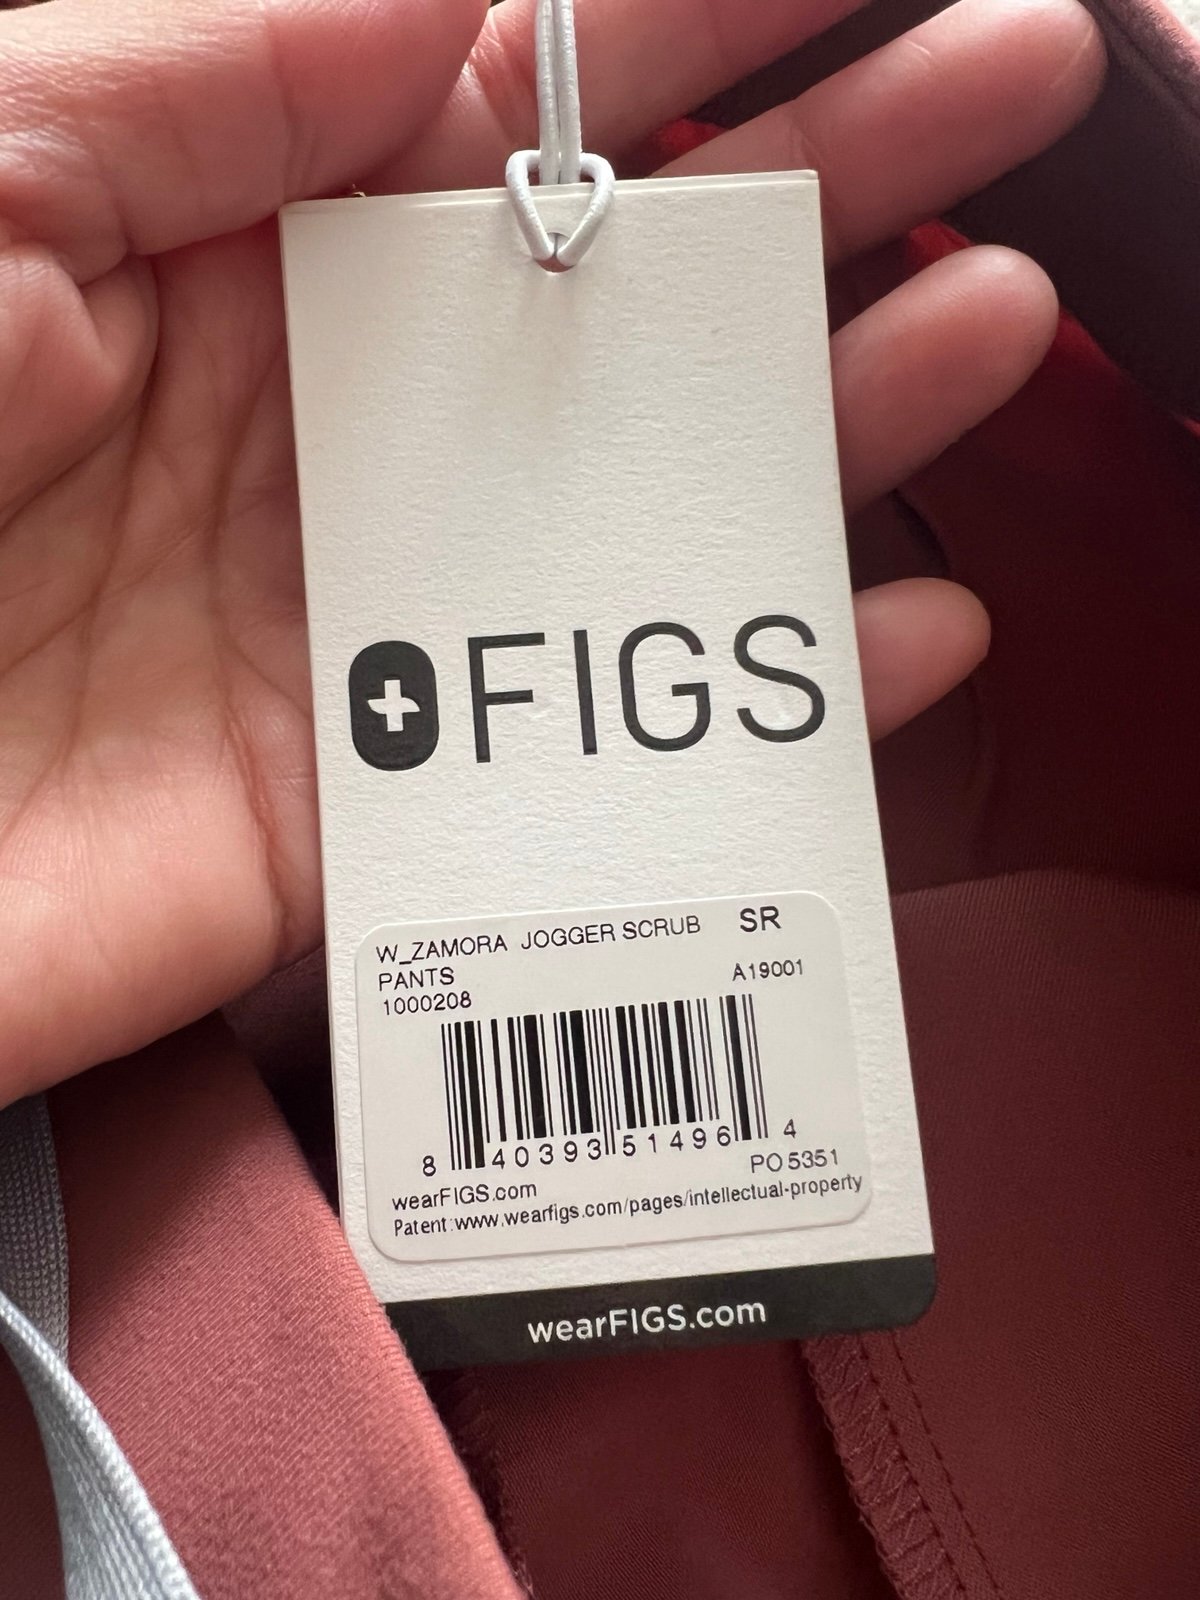 FIGS
W_ZAMORA JOGGER SCRUB SR
PANTS A19001
1000208
8 40393 51496 4
PO 5351
wearFIGS.com
Patent:www.wearfigs.com/pages/intellectual-property
wearFIGS.com